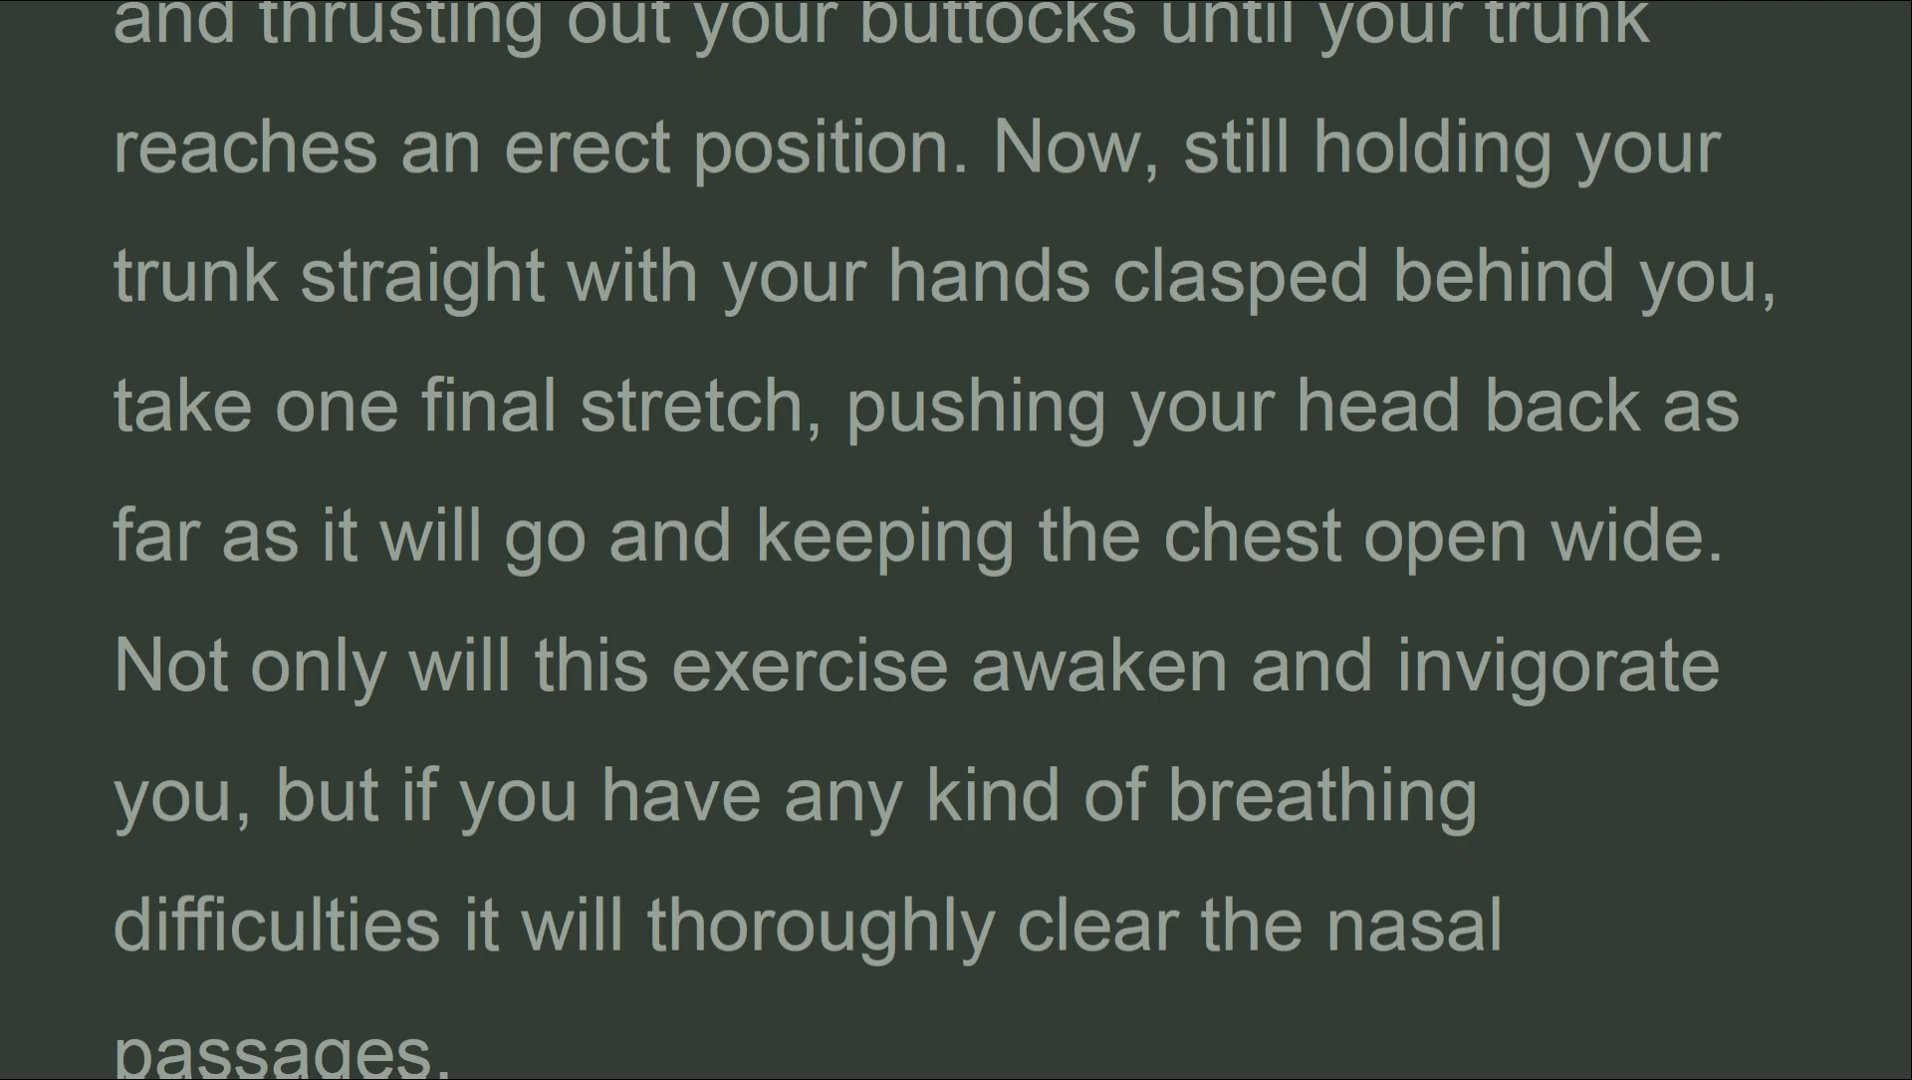 and thrusting out your buttocks until your trunk
reaches an erect position. Now, still holding your
trunk straight with your hands clasped behind you,
take one final stretch, pushing your head back as
far as it will go and keeping the chest open wide.
Not only will this exercise awaken and invigorate
you, but if you have any kind of breathing
difficulties it will thoroughly clear the nasal
passages.